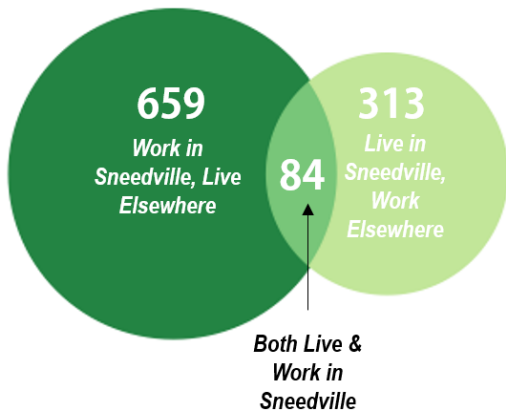 659
Work in
Sneedville, Live
Elsewhere
84
313
Live in
Sneedville,
Work
Elsewhere
Both Live &
Work in
Sneedville